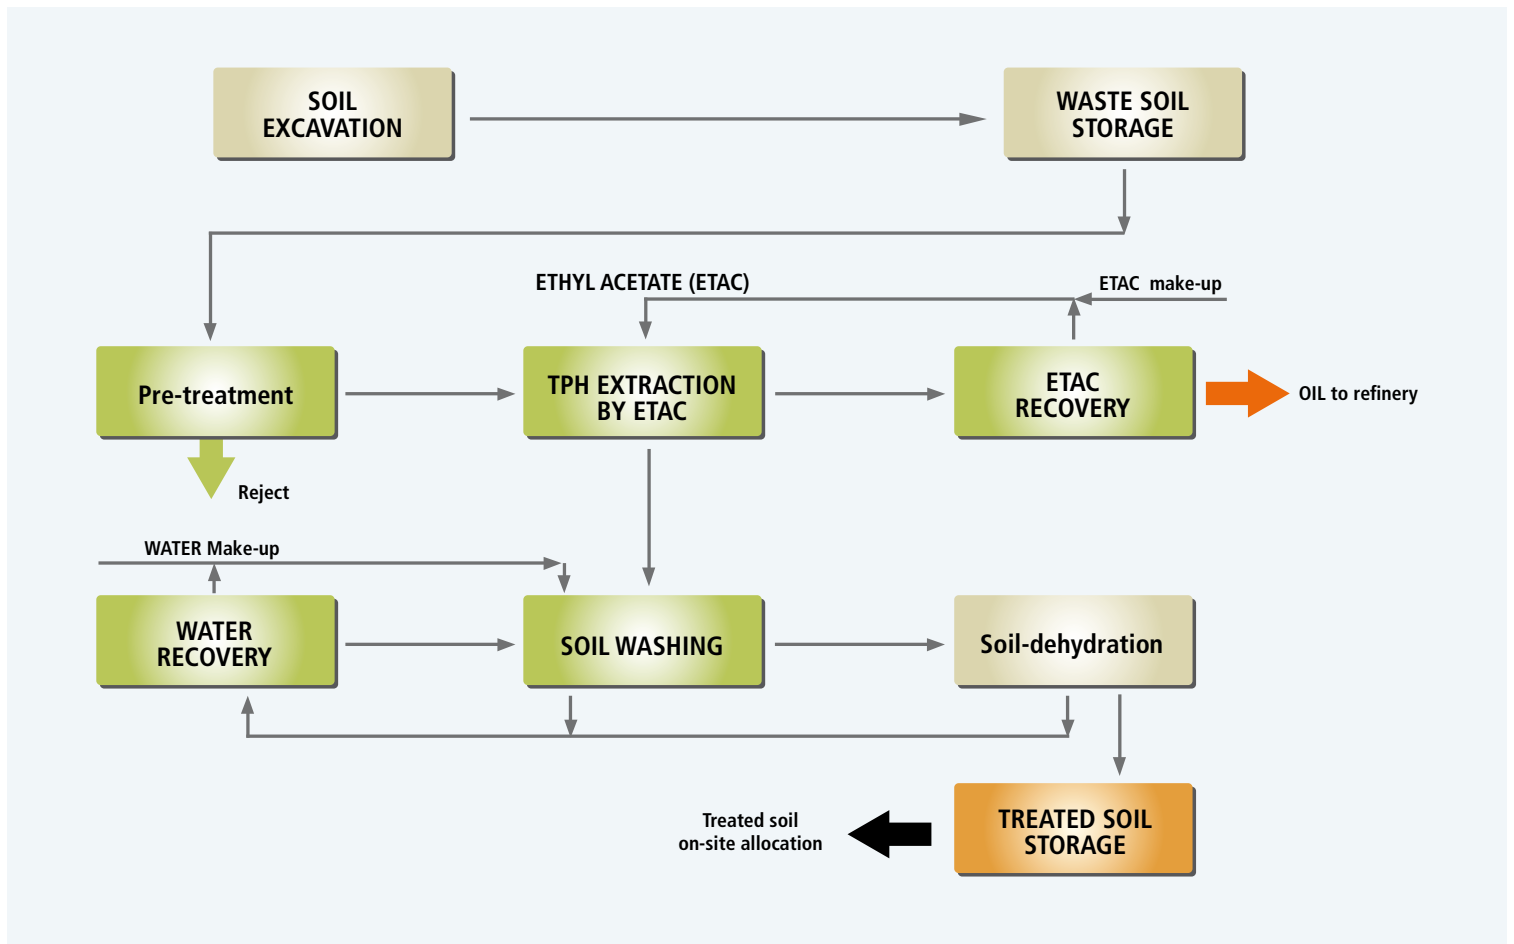 SOIL
EXCAVATION
WASTE SOIL
STORAGE
ETHYL ACETATE (ETAC)
ETAC make-up
Pre-treatment
TPH EXTRACTION
BY ETAC
ETAC
RECOVERY
OIL to refinery
Reject
WATER Make-up
WATER
RECOVERY
SOIL WASHING
Soil-dehydration
Treated soil
on-site allocation
TREATED SOIL
STORAGE